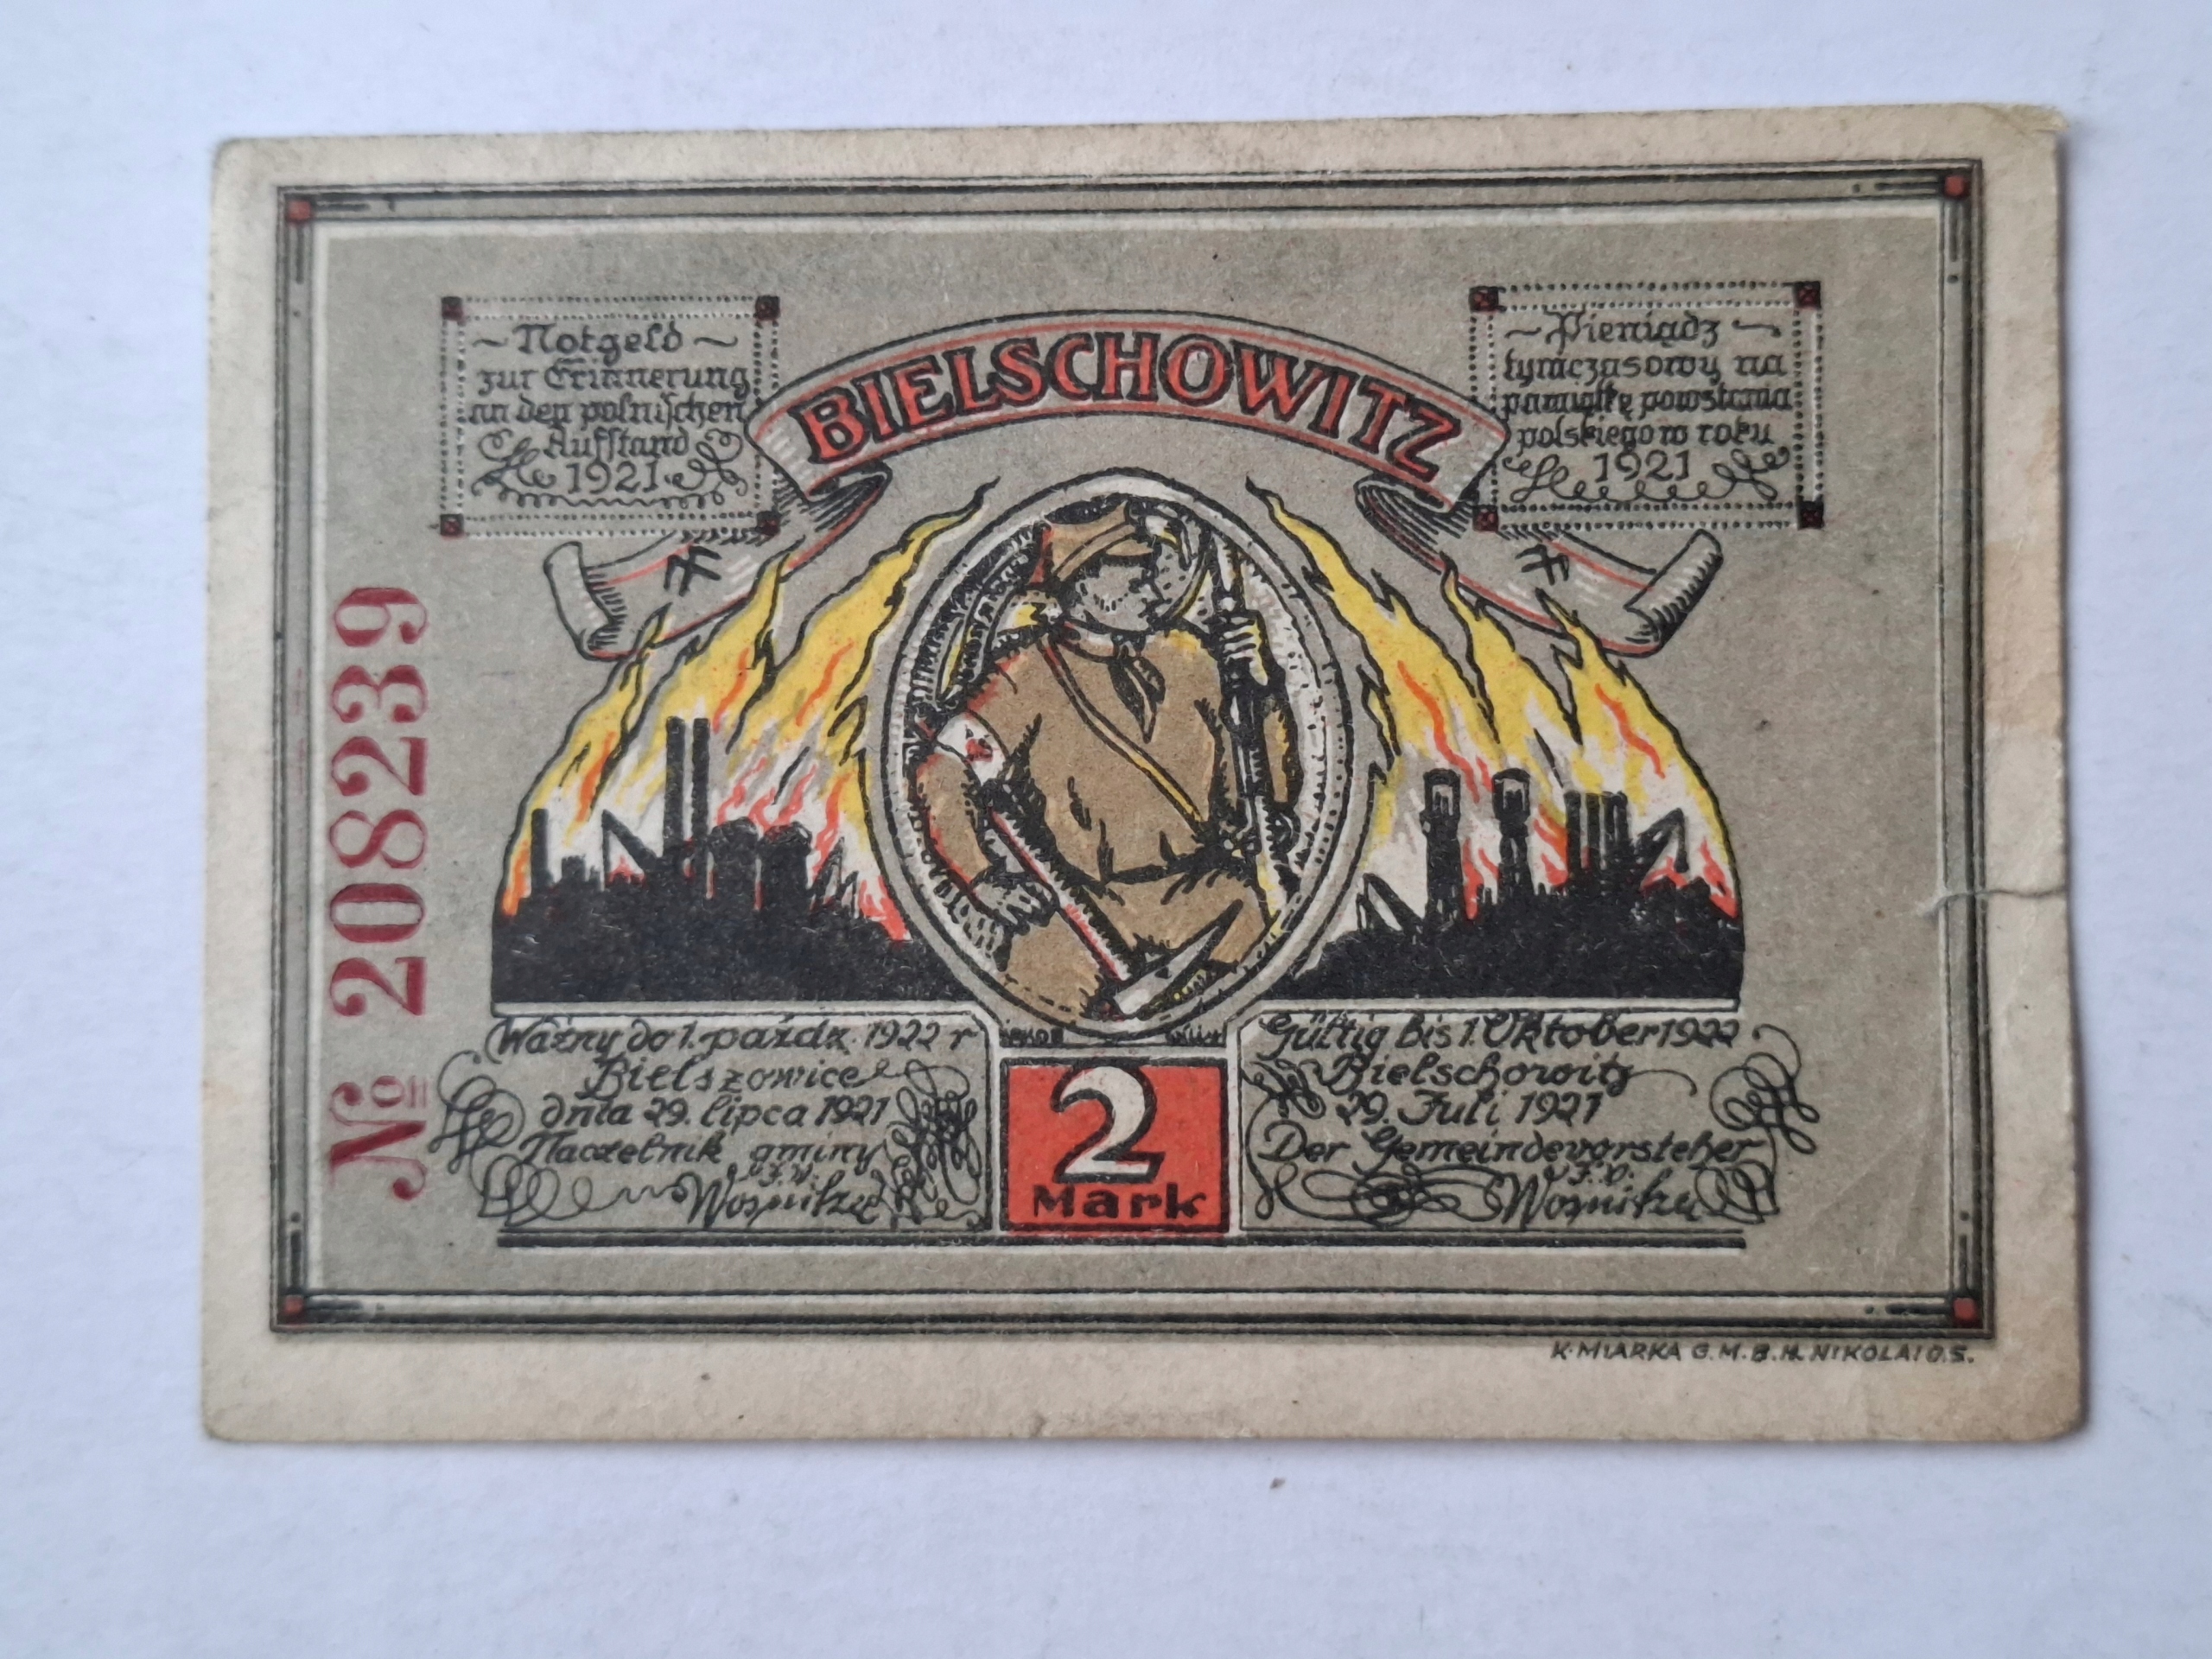 ~ Notgeld ~
zur Erinnerung
an den polnischen
Aufstand
1921
BIELSCHOWITZ
~ Pieniądz ~
tymczasowy na
pamiątkę powstania
polskiego w roku
1921
№ 208239
Ważny do 1. paźdz. 1922 r
Bielszowice
dnia 29. lipca 1921
Naczelnik gminy
2
Mark
Gültig bis 1. Oktober 1922
Bielschowitz
29. Juli 1921
Der Gemeindevorsteher
K. MIARKA G.M.B.H. NIKOLAI O.S.